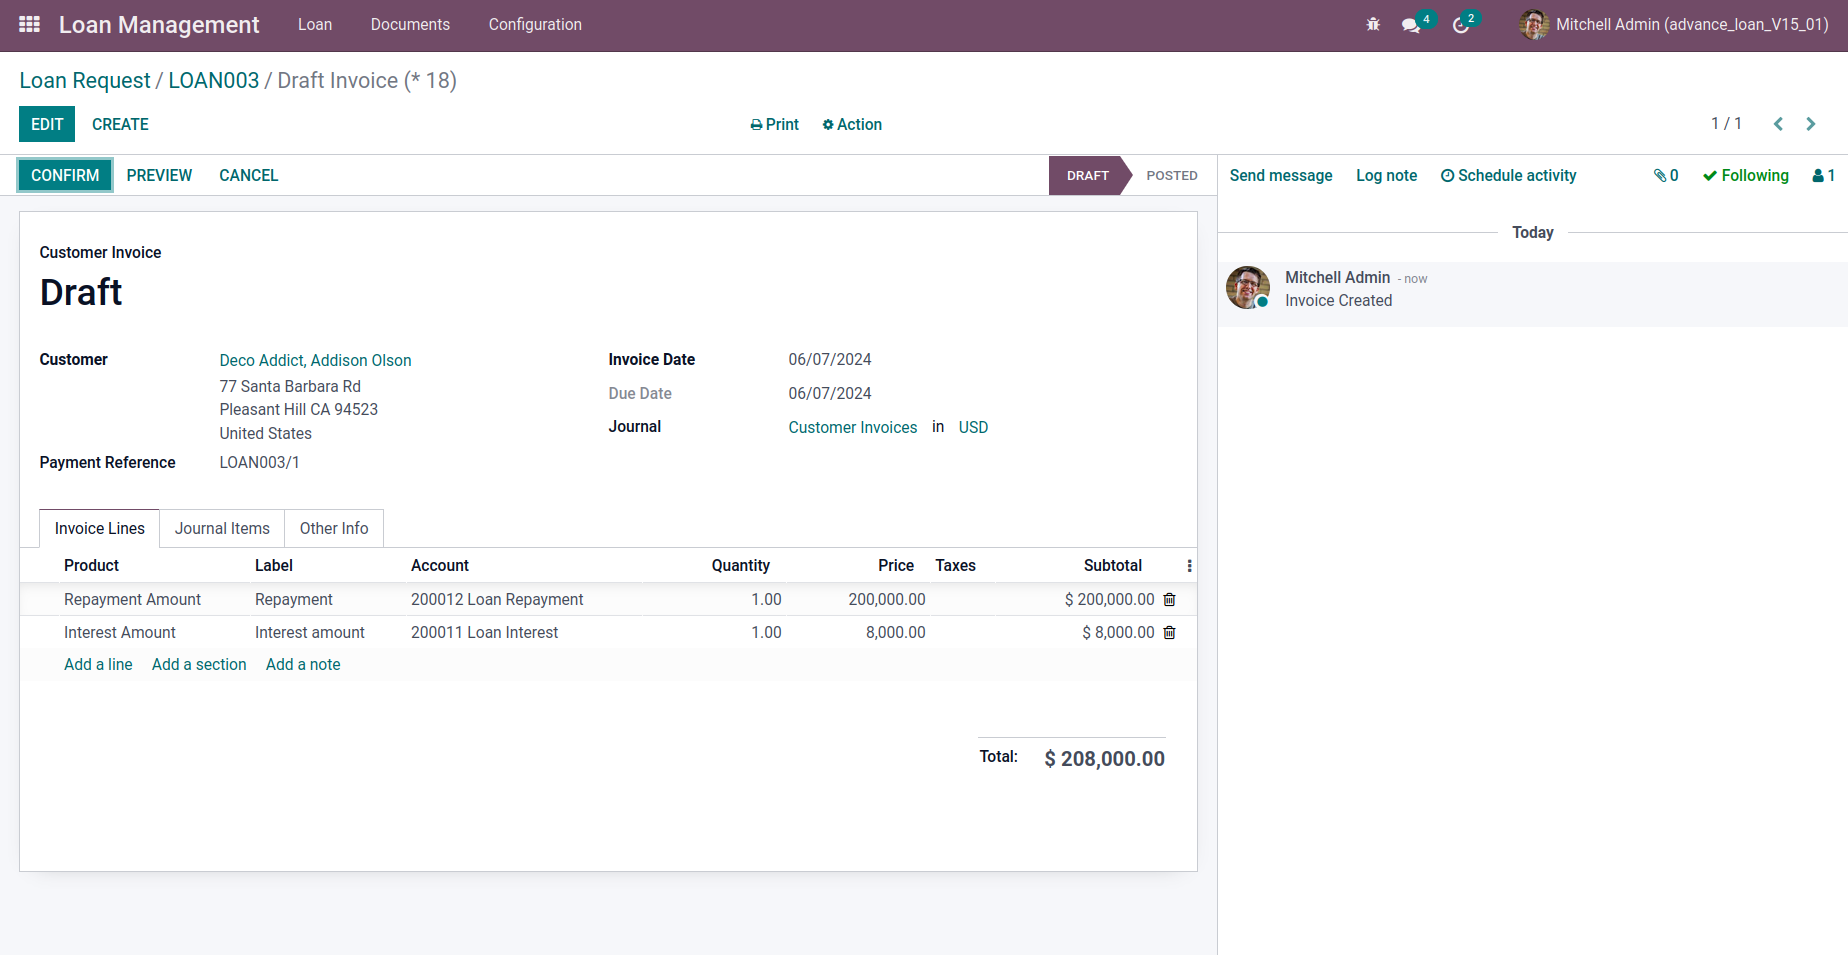 Loan Management Loan Documents Configuration 4 2 Mitchell Admin (advance_loan_V15_01)
Loan Request / LOAN003 / Draft Invoice (* 18)
EDIT CREATE Print Action 1 / 1
CONFIRM PREVIEW CANCEL DRAFT POSTED Send message Log note Schedule activity 0 Following 1
Today
Mitchell Admin - now
Invoice Created
Customer Invoice
Draft
Customer Deco Addict, Addison Olson Invoice Date 06/07/2024
77 Santa Barbara Rd Due Date 06/07/2024
Pleasant Hill CA 94523
United States Journal Customer Invoices in USD
Payment Reference LOAN003/1
Invoice Lines Journal Items Other Info
Product Label Account Quantity Price Taxes Subtotal
Repayment Amount Repayment 200012 Loan Repayment 1.00 200,000.00 $ 200,000.00
Interest Amount Interest amount 200011 Loan Interest 1.00 8,000.00 $ 8,000.00
Add a line Add a section Add a note
Total: $ 208,000.00